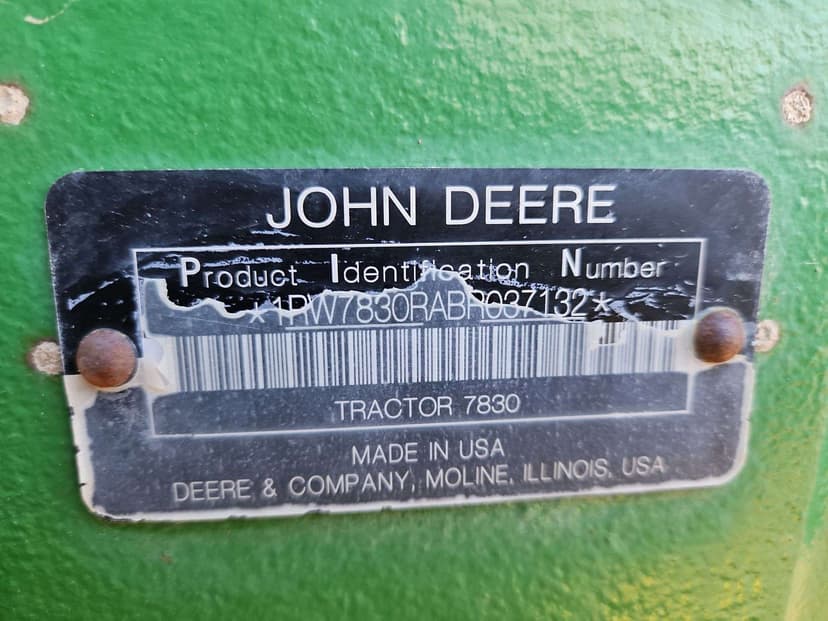 JOHN DEERE
Product Identification Number
*1RW7830RABR037132*
TRACTOR 7830
MADE IN USA
DEERE & COMPANY, MOLINE, ILLINOIS, USA